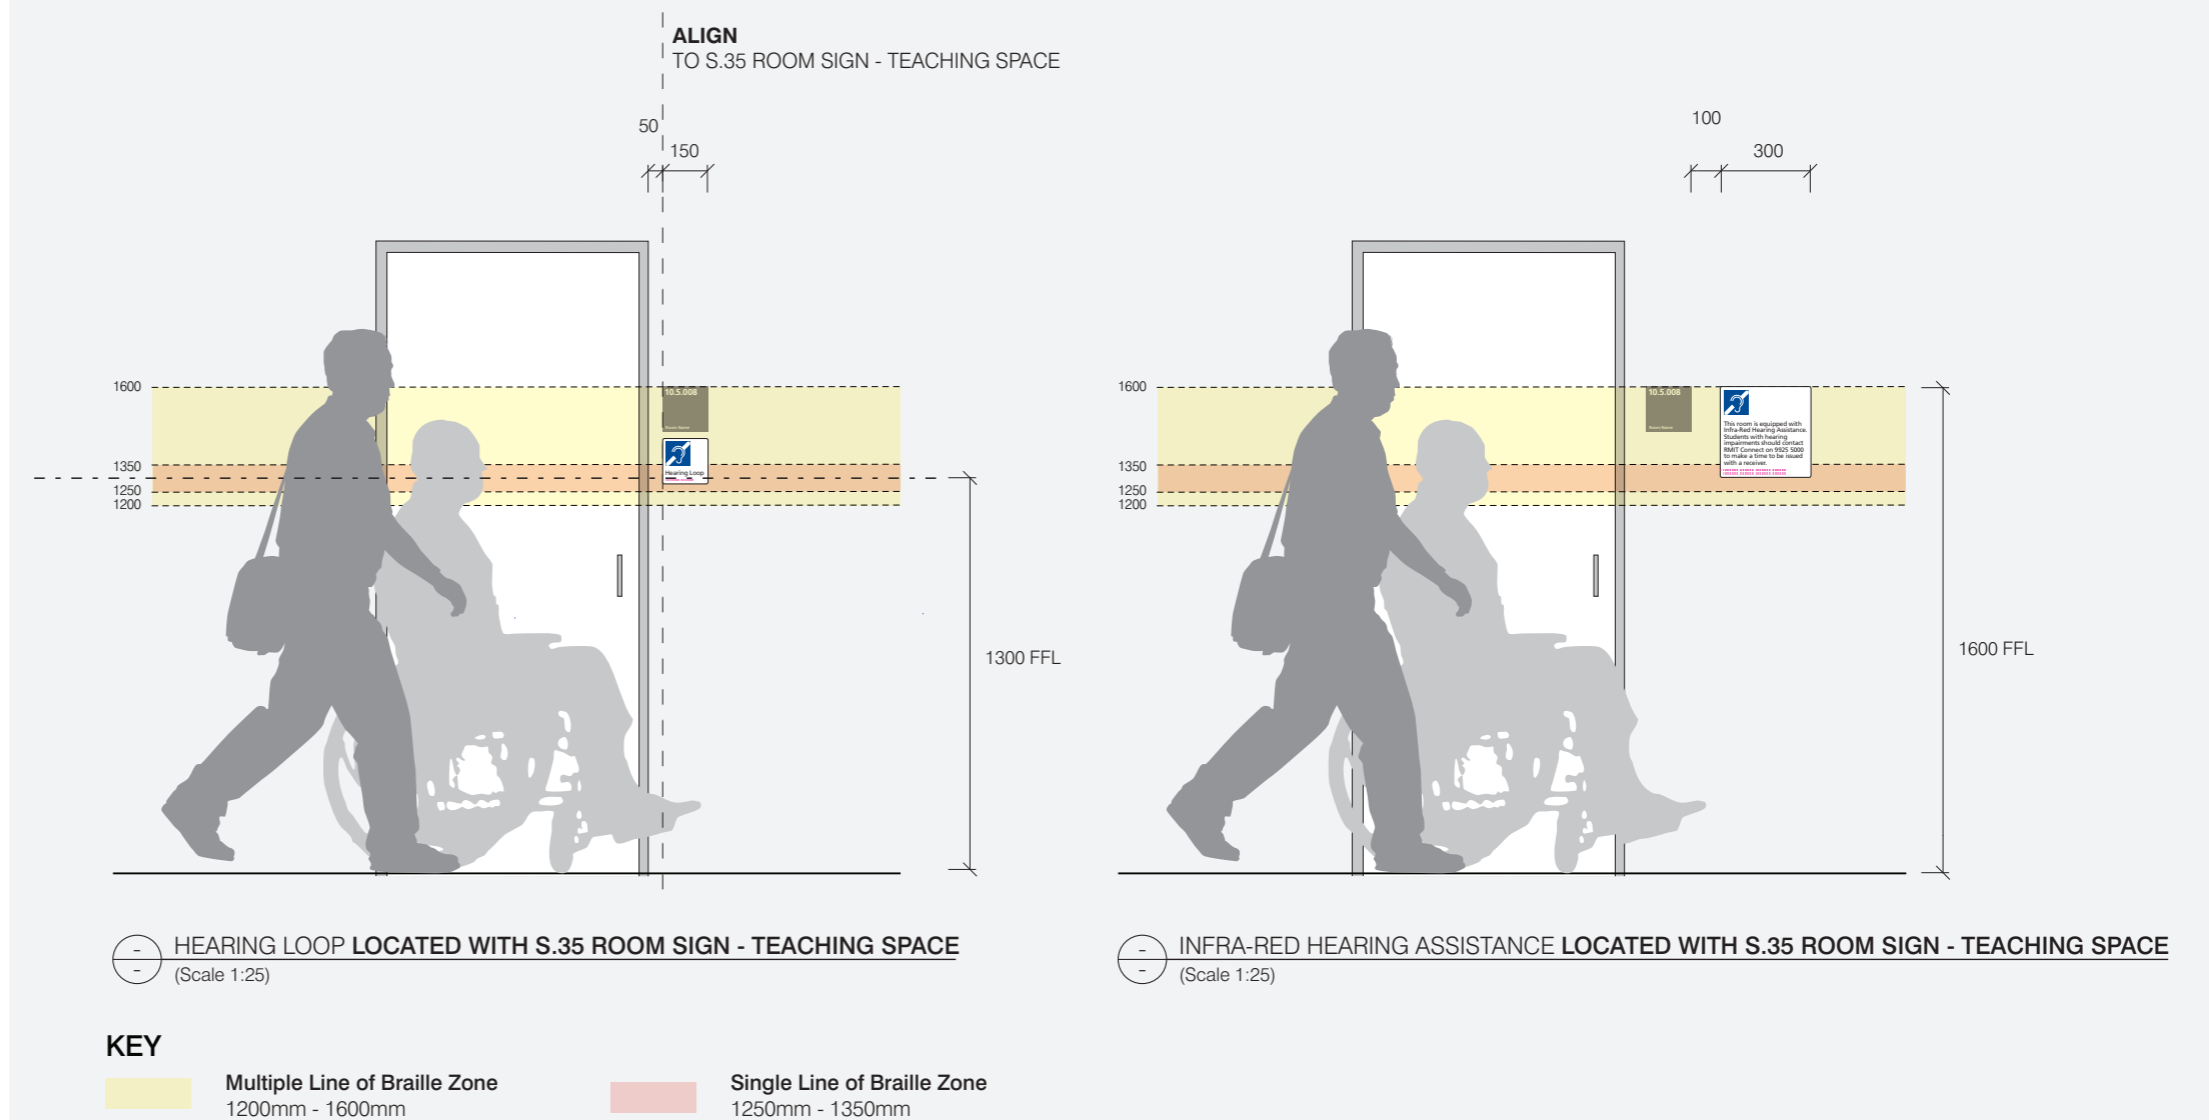 ALIGN
TO S.35 ROOM SIGN - TEACHING SPACE
50
150
100
300
1600
10.5.008
Room Name
Hearing Loop
1350
1250
1200
1300 FFL
HEARING LOOP LOCATED WITH S.35 ROOM SIGN - TEACHING SPACE
(Scale 1:25)
1600
10.5.008
Room Name
This room is equipped with
Infra-Red Hearing Assistance.
Students with hearing
impairments should contact
RMIT Connect on 9925 5000
to make a time to be issued
with a receiver.
1350
1250
1200
1600 FFL
INFRA-RED HEARING ASSISTANCE LOCATED WITH S.35 ROOM SIGN - TEACHING SPACE
(Scale 1:25)
KEY
Multiple Line of Braille Zone
1200mm - 1600mm
Single Line of Braille Zone
1250mm - 1350mm